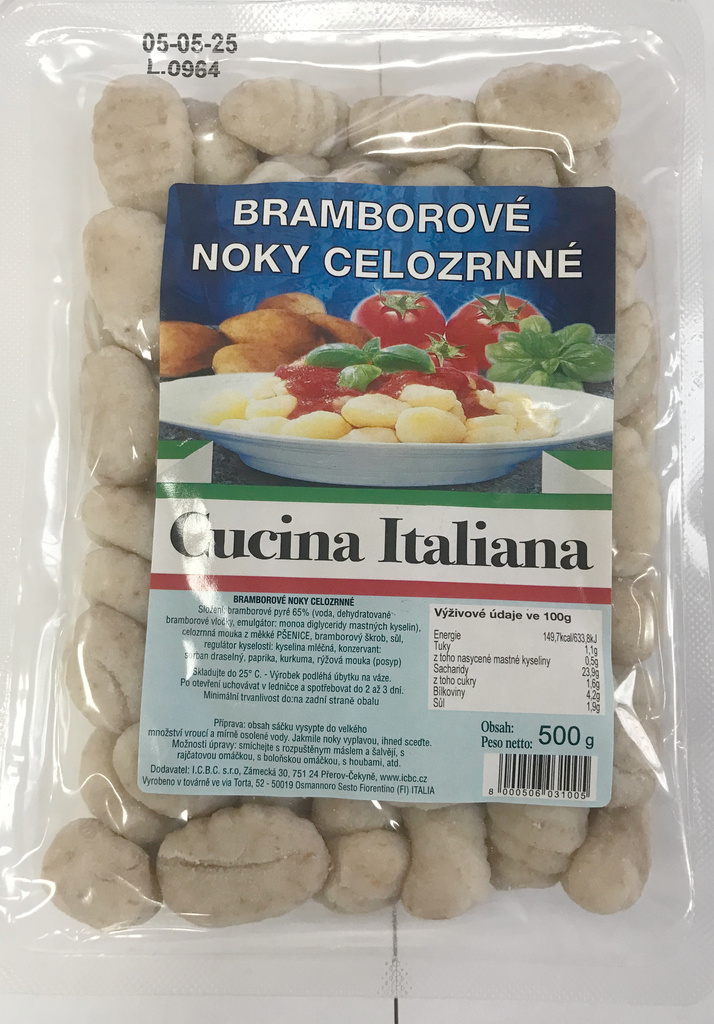 05-05-25
L.0964
BRAMBOROVÉ
NOKY CELOZRNNÉ
Cucina Italiana
BRAMBOROVÉ NOKY CELOZRNNÉ
Složení: bramborové pyré 65% (voda, dehydratované
bramborové vločky, emulgátor: monoa diglyceridy mastných kyselin),
celozrnná mouka z měkké PŠENICE, bramborový škrob, sůl,
regulátor kyselosti: kyselina mléčná, konzervant:
sorban draselný, paprika, kurkuma, rýžová mouka (posyp)
Skladujte do 25° C. - Výrobek podléhá úbytku na váze.
Po otevření uchovávat v ledničce a spotřebovat do 2 až 3 dní.
Minimální trvanlivost do:na zadní straně obalu
Příprava: obsah sáčku vysypte do velkého
množství vroucí a mírně osolené vody. Jakmile noky vyplavou, ihned sceďte.
Možnosti úpravy: smíchejte s rozpuštěným máslem a šalvějí, s
rajčatovou omáčkou, s boloňskou omáčkou, s houbami, atd.
Dodavatel: I.C.B.C. s.r.o, Zámecká 30, 751 24 Přerov-Čekyně, www.icbc.cz
Vyrobeno v továrně ve via Torta, 52 - 50019 Osmannoro Sesto Fiorentino (FI) ITALIA
Výživové údaje ve 100g
Energie 149,7kcal/633,8kJ
Tuky 1,1g
z toho nasycené mastné kyseliny 0,5g
Sacharidy 23,9g
z toho cukry 1,6g
Bílkoviny 4,2g
Sůl 1,9g
Obsah:
Peso netto: 500 g
8 000506 031005